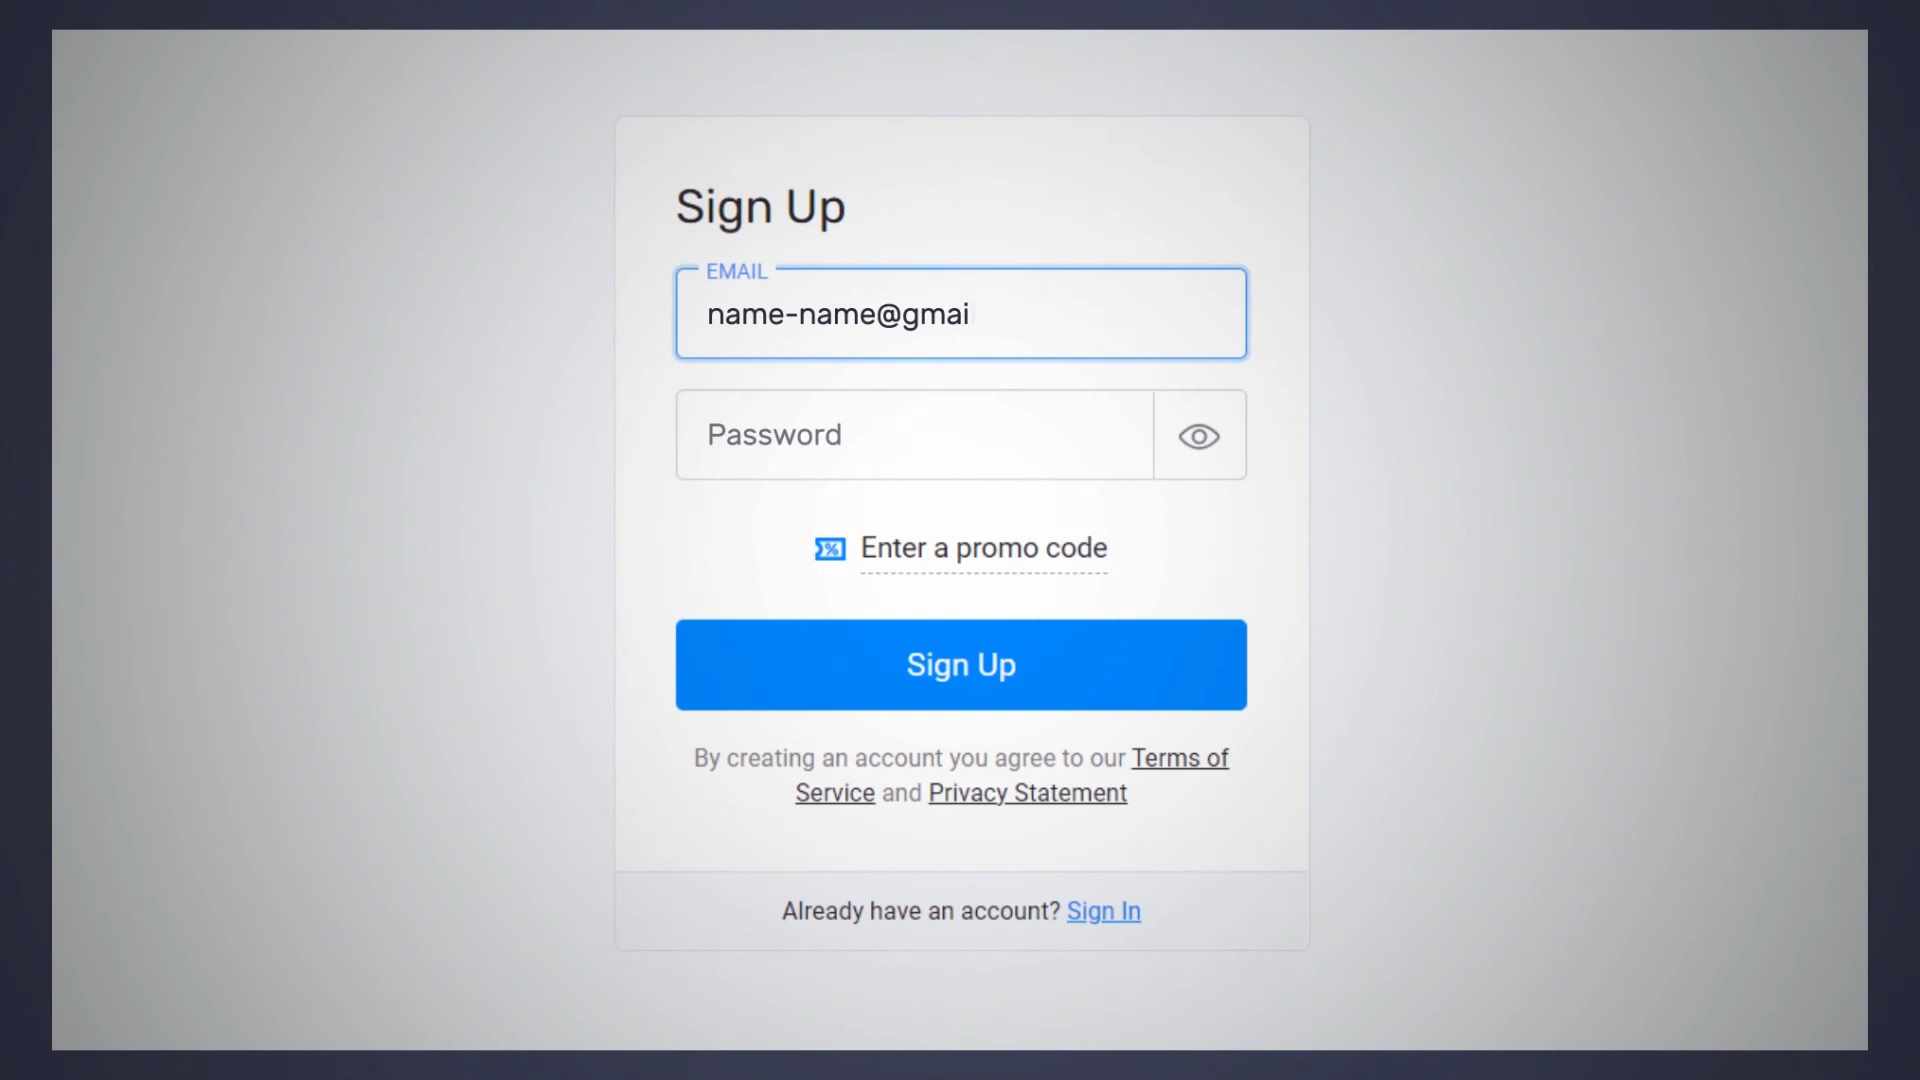 Sign Up
EMAIL
name-name@gmai
Password
Enter a promo code
Sign Up
By creating an account you agree to our Terms of
Service and Privacy Statement
Already have an account? Sign In